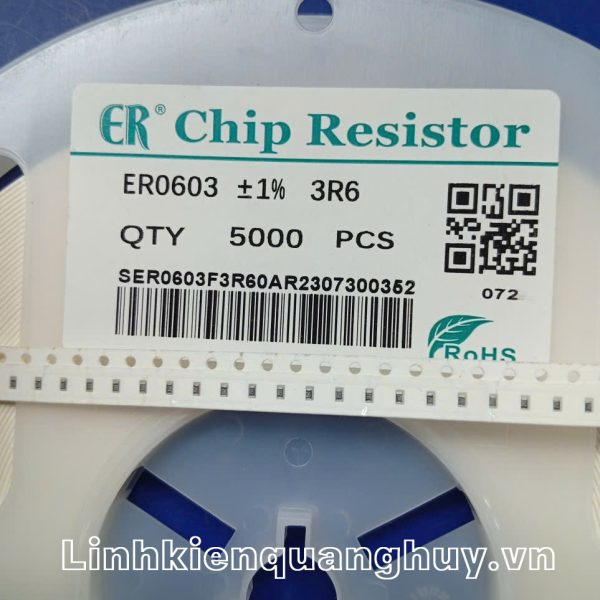 ER® Chip Resistor
ER0603 ±1% 3R6
QTY 5000 PCS
SER0603F3R60AR2307300352
072
RoHS
Linhkienquanghuy.vn